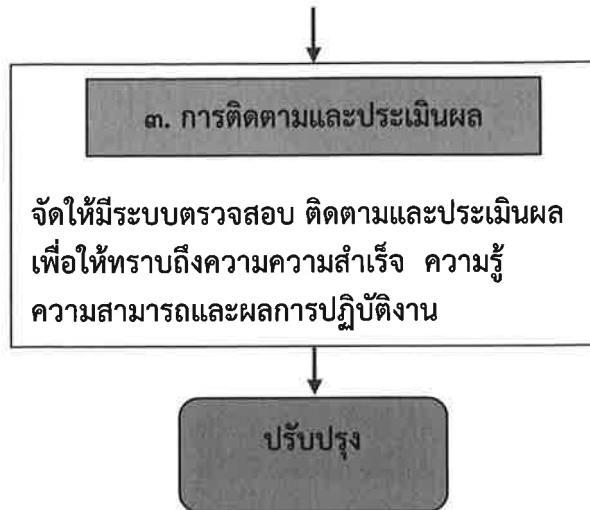 ๓. การติดตามและประเมินผล
จัดให้มีระบบตรวจสอบ ติดตามและประเมินผล
เพื่อให้ทราบถึงความความสำเร็จ ความรู้
ความสามารถและผลการปฏิบัติงาน
ปรับปรุง